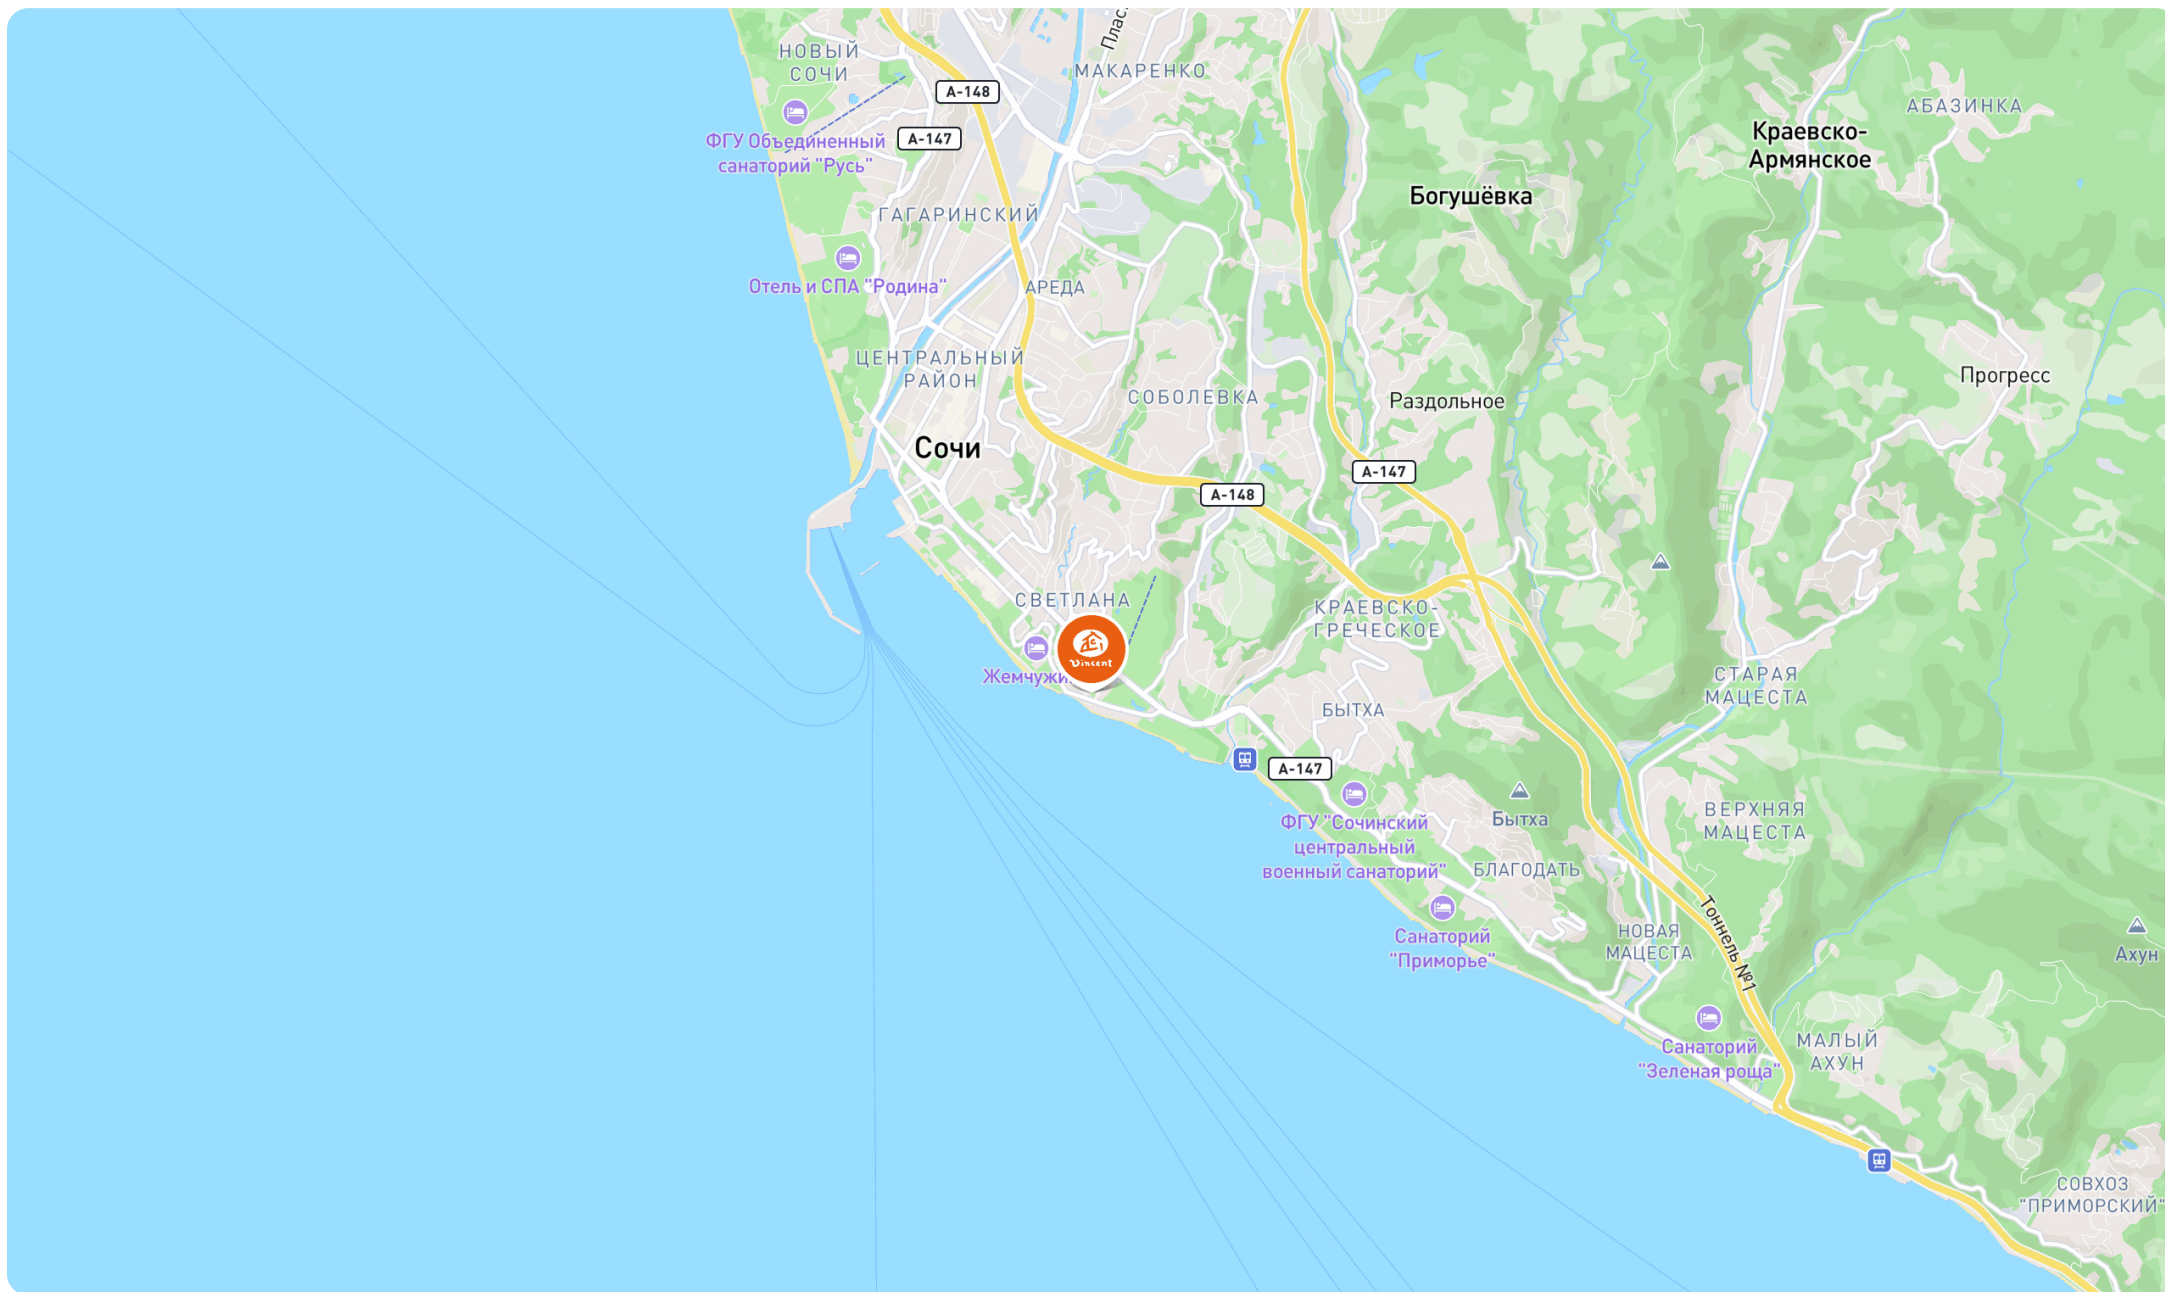 Плас
НОВЫЙ
СОЧИ
МАКАРЕНКО
А-148
АБАЗИНКА
А-147
ФГУ Объединенный
санаторий "Русь"
Краевско-
Армянское
Богушёвка
ГАГАРИНСКИЙ
Отель и СПА "Родина"
АРЕДА
ЦЕНТРАЛЬНЫЙ
РАЙОН
СОБОЛЕВКА
Раздольное
Прогресс
Сочи
А-147
А-148
СВЕТЛАНА
КРАЕВСКО-
ГРЕЧЕСКОЕ
Vincent
Жемчужи
СТАРАЯ
МАЦЕСТА
БЫТХА
А-147
ФГУ "Сочинский
центральный
военный санаторий"
Бытха
ВЕРХНЯЯ
МАЦЕСТА
БЛАГОДАТЬ
Тоннель №1
Санаторий
"Приморье"
НОВАЯ
МАЦЕСТА
Ахун
Санаторий
"Зеленая роща"
МАЛЫЙ
АХУН
СОВХОЗ
"ПРИМОРСКИЙ"